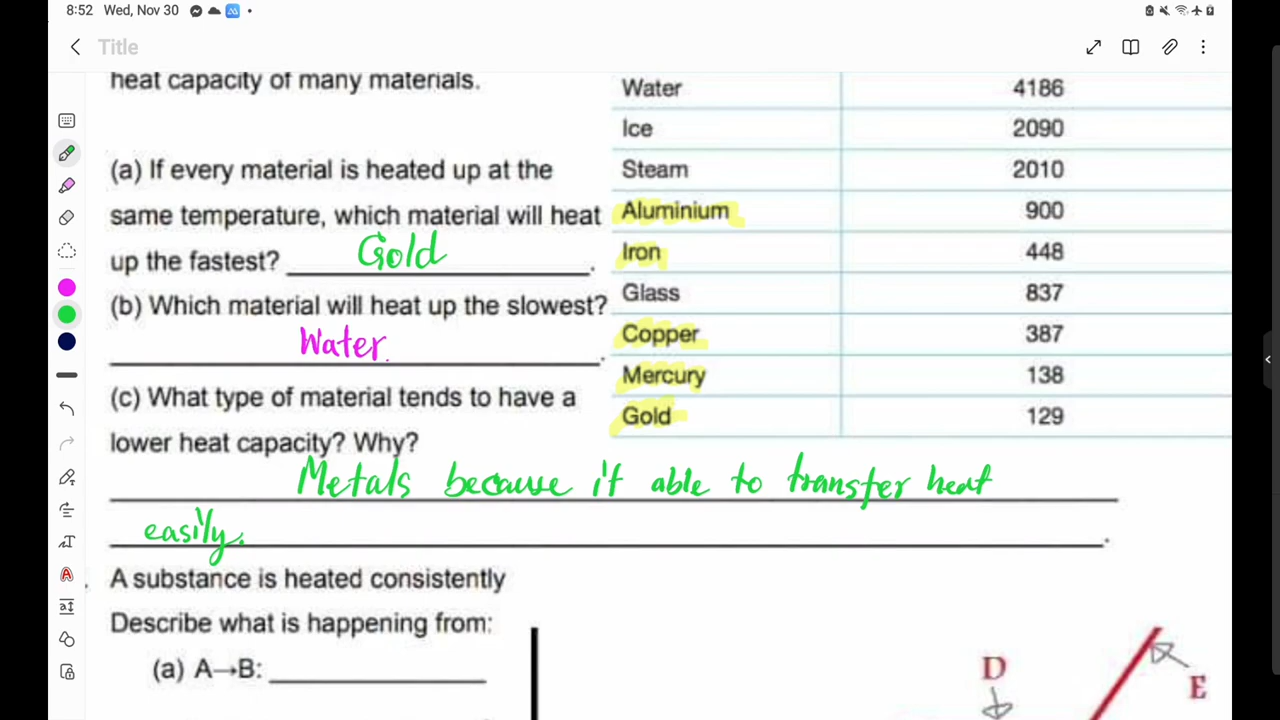 8:52 Wed, Nov 30
Title
heat capacity of many materials.
Water 4186
Ice 2090
(a) If every material is heated up at the
Steam 2010
same temperature, which material will heat
Aluminium 900
up the fastest? Gold .
Iron 448
(b) Which material will heat up the slowest?
Glass 837
Water.
.
Copper 387
Mercury 138
(c) What type of material tends to have a
Gold 129
lower heat capacity? Why?
Metals because it able to transfer heat
easily.
.
A substance is heated consistently
Describe what is happening from:
(a) A→B:
D
E